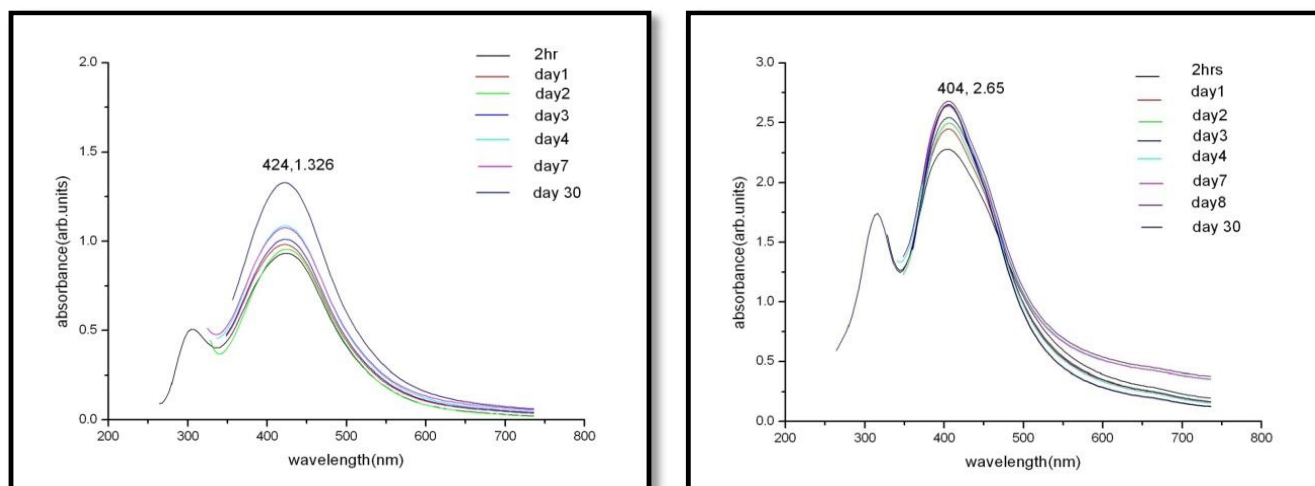 2.0
1.5
1.0
0.5
0.0
200
300
400
500
600
700
800
absorbance(arb.units)
wavelength(nm)
424,1.326
2hr
day1
day2
day3
day4
day7
day 30
3.0
2.5
2.0
1.5
1.0
0.5
0.0
200
300
400
500
600
700
800
absorbance(arb.units)
wavelength(nm)
404, 2.65
2hrs
day1
day2
day3
day4
day7
day8
day 30